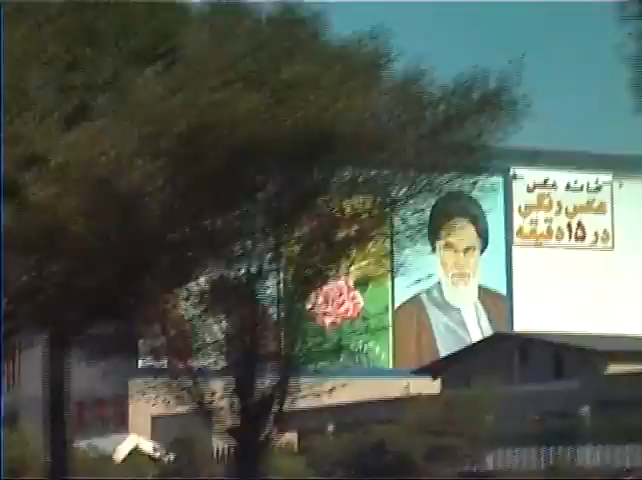 خانه عکس
عکس رنگی
در ۱۵ دقیقه